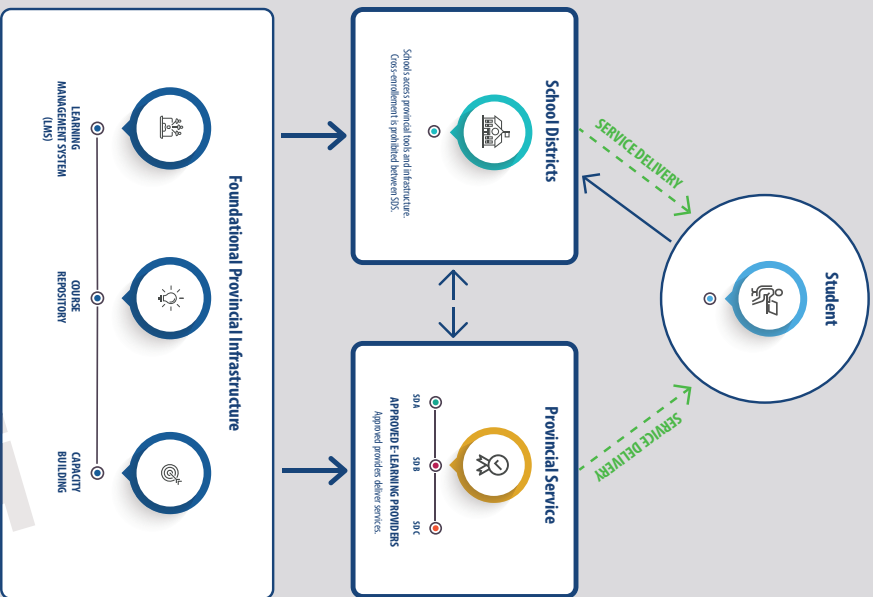 Student
SERVICE DELIVERY
SERVICE DELIVERY
School Districts
Schools access provincial tools and infrastructure.
Cross-enrollement is prohibited between SDS.
Provincial Service
SD A
SD B
SD C
APPROVED E-LEARNING PROVIDERS
Approved providers deliver services.
Foundational Provincial Infrastructure
LEARNING
MANAGEMENT SYSTEM
(LMS)
COURSE
REPOSITORY
CAPACITY
BUILDING